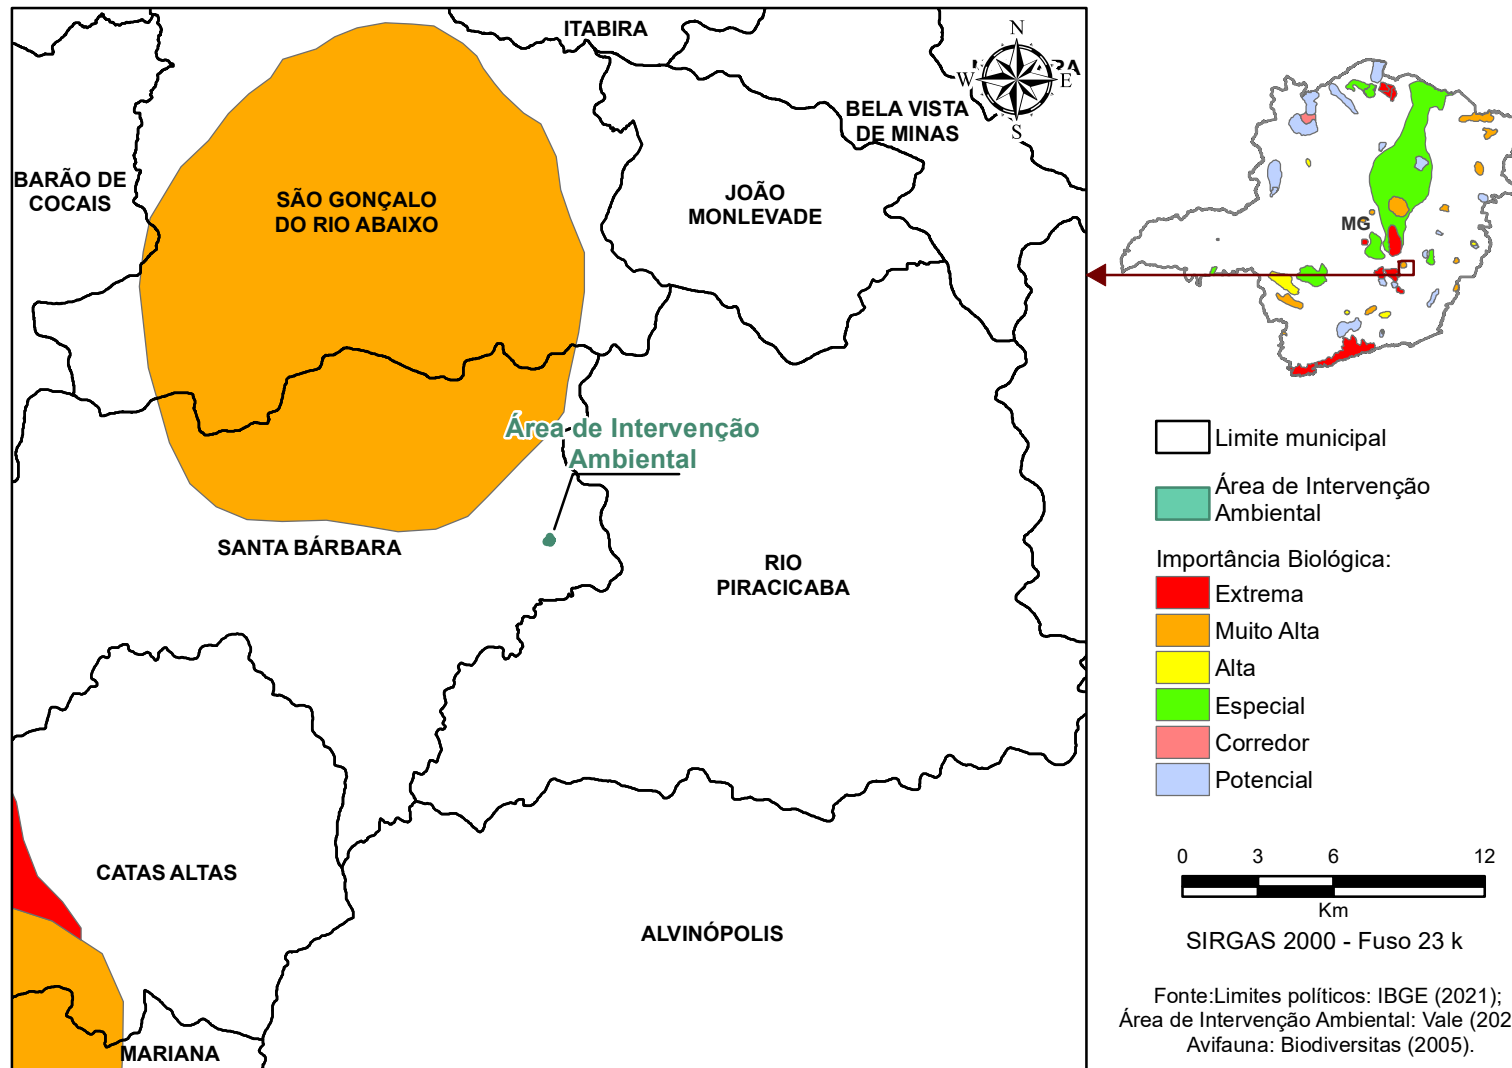 ITABIRA
N
W
E
S
BELA VISTA
DE MINAS
BARÃO DE
COCAIS
SÃO GONÇALO
DO RIO ABAIXO
JOÃO
MONLEVADE
Área de Intervenção
Ambiental
SANTA BÁRBARA
RIO
PIRACICABA
CATAS ALTAS
ALVINÓPOLIS
MARIANA
MG
Limite municipal
Área de Intervenção
Ambiental
Importância Biológica:
Extrema
Muito Alta
Alta
Especial
Corredor
Potencial
0 3 6 12
Km
SIRGAS 2000 - Fuso 23 k
Fonte:Limites políticos: IBGE (2021);
Área de Intervenção Ambiental: Vale (202
Avifauna: Biodiversitas (2005).